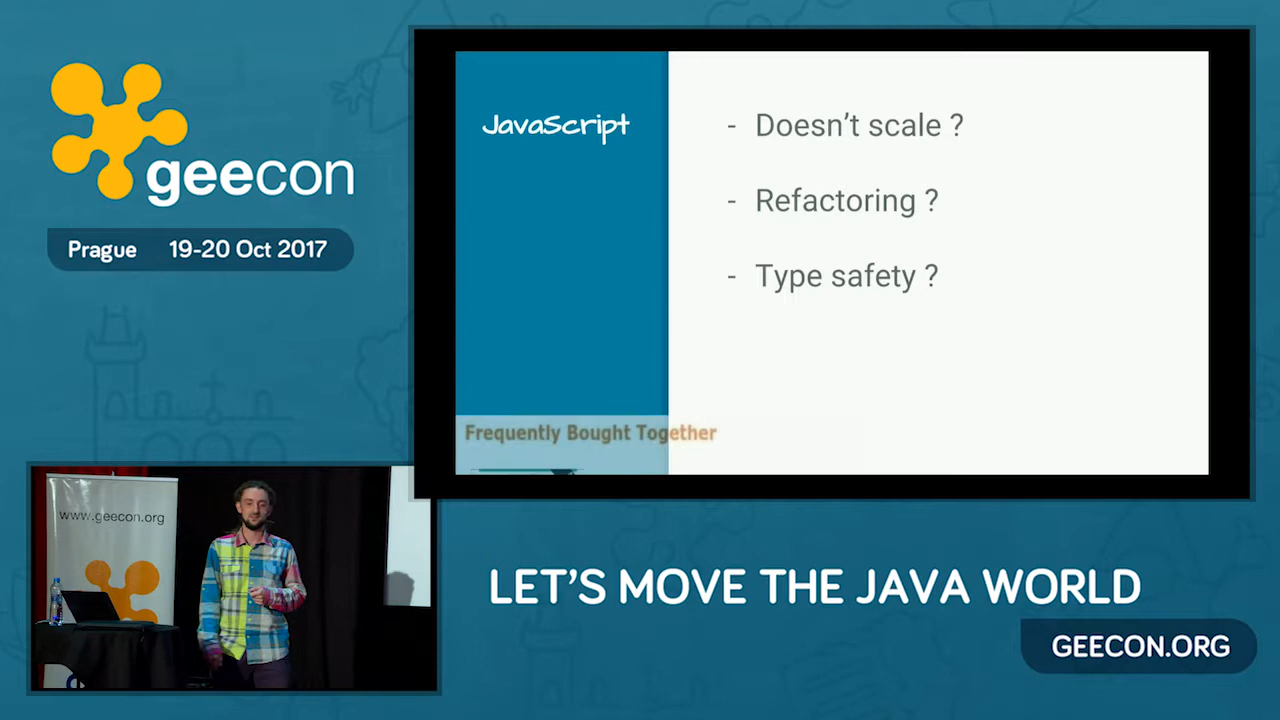 geecon
Prague 19-20 Oct 2017
JavaScript
- Doesn't scale ?
- Refactoring ?
- Type safety ?
Frequently Bought Together
www.geecon.org
LET'S MOVE THE JAVA WORLD
GEECON.ORG